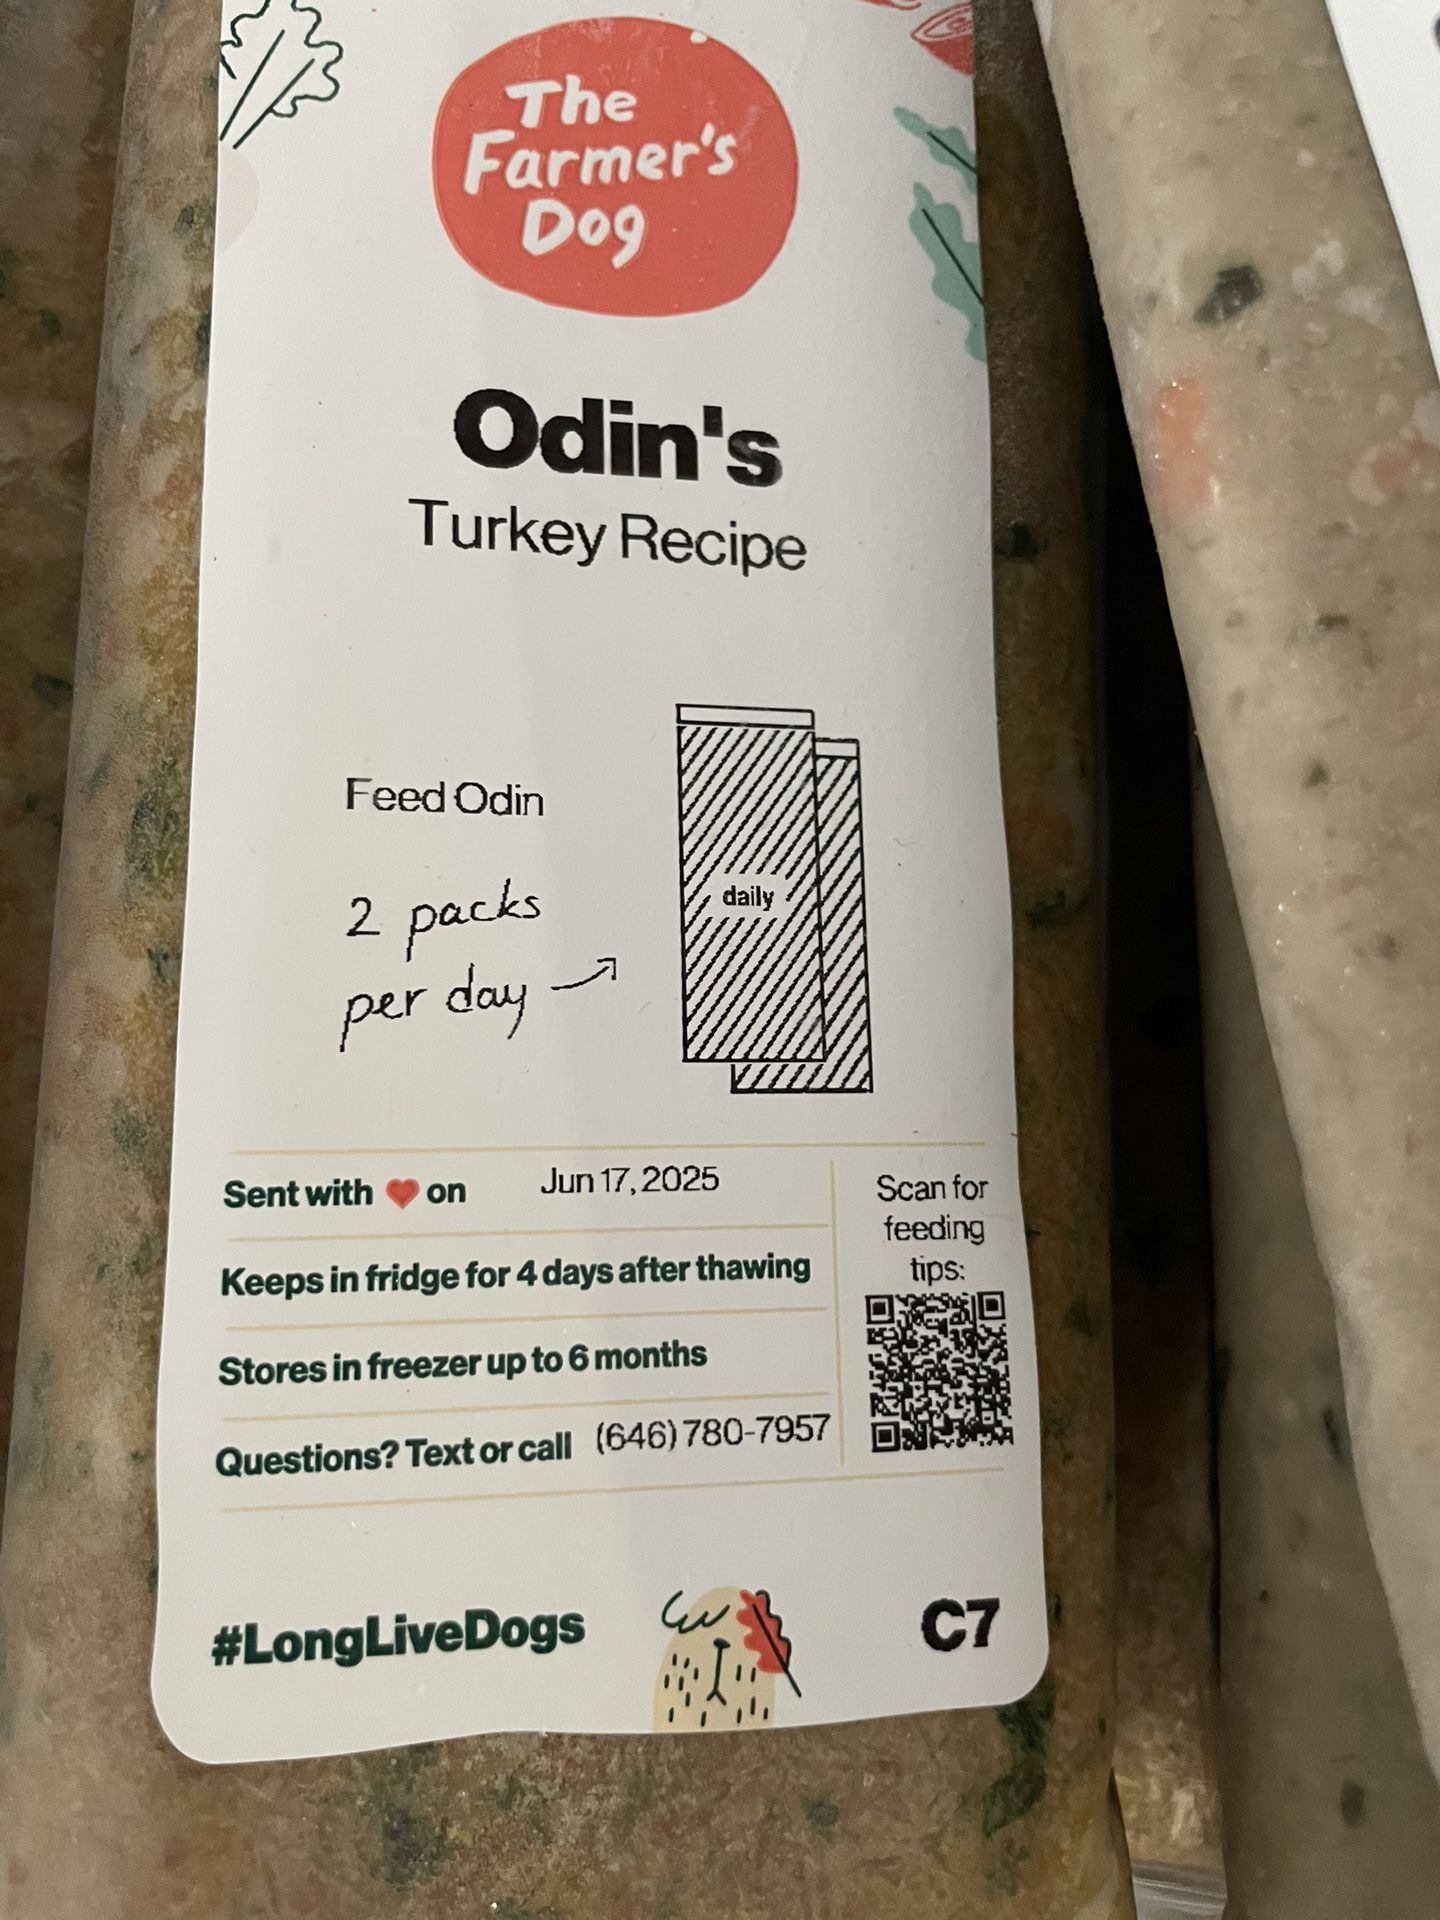 The
Farmer's
Dog
Odin's
Turkey Recipe
Feed Odin
2 packs
per day
daily
Sent with ❤ on Jun 17, 2025
Keeps in fridge for 4 days after thawing
Stores in freezer up to 6 months
Questions? Text or call (646) 780-7957
Scan for
feeding
tips:
#LongLiveDogs
C7